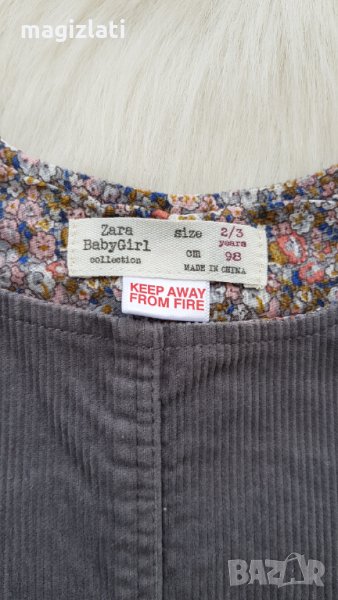 magizlati
Zara
BabyGirl
collection
size 2/3
years
cm 98
MADE IN CHINA
KEEP AWAY
FROM FIRE
BAZAR